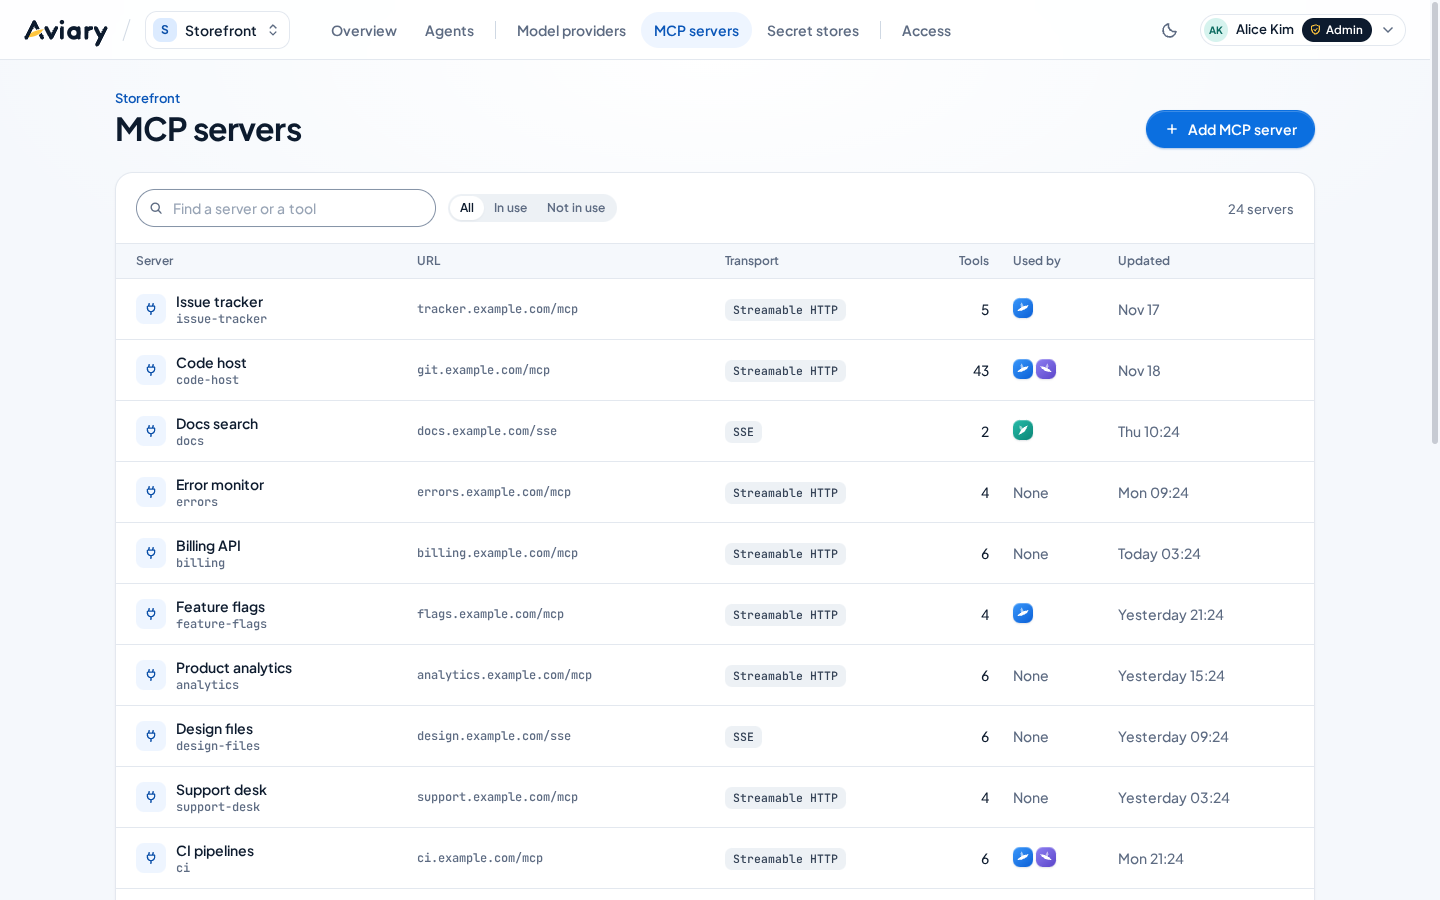 Aviary / S Storefront Overview Agents Model providers MCP servers Secret stores Access AK Alice Kim Admin
Storefront
MCP servers
Add MCP server
Find a server or a tool All In use Not in use 24 servers
Server URL Transport Tools Used by Updated
Issue tracker
issue-tracker tracker.example.com/mcp Streamable HTTP 5 Nov 17
Code host
code-host git.example.com/mcp Streamable HTTP 43 Nov 18
Docs search
docs docs.example.com/sse SSE 2 Thu 10:24
Error monitor
errors errors.example.com/mcp Streamable HTTP 4 None Mon 09:24
Billing API
billing billing.example.com/mcp Streamable HTTP 6 None Today 03:24
Feature flags
feature-flags flags.example.com/mcp Streamable HTTP 4 Yesterday 21:24
Product analytics
analytics analytics.example.com/mcp Streamable HTTP 6 None Yesterday 15:24
Design files
design-files design.example.com/sse SSE 6 None Yesterday 09:24
Support desk
support-desk support.example.com/mcp Streamable HTTP 4 None Yesterday 03:24
CI pipelines
ci ci.example.com/mcp Streamable HTTP 6 Mon 21:24